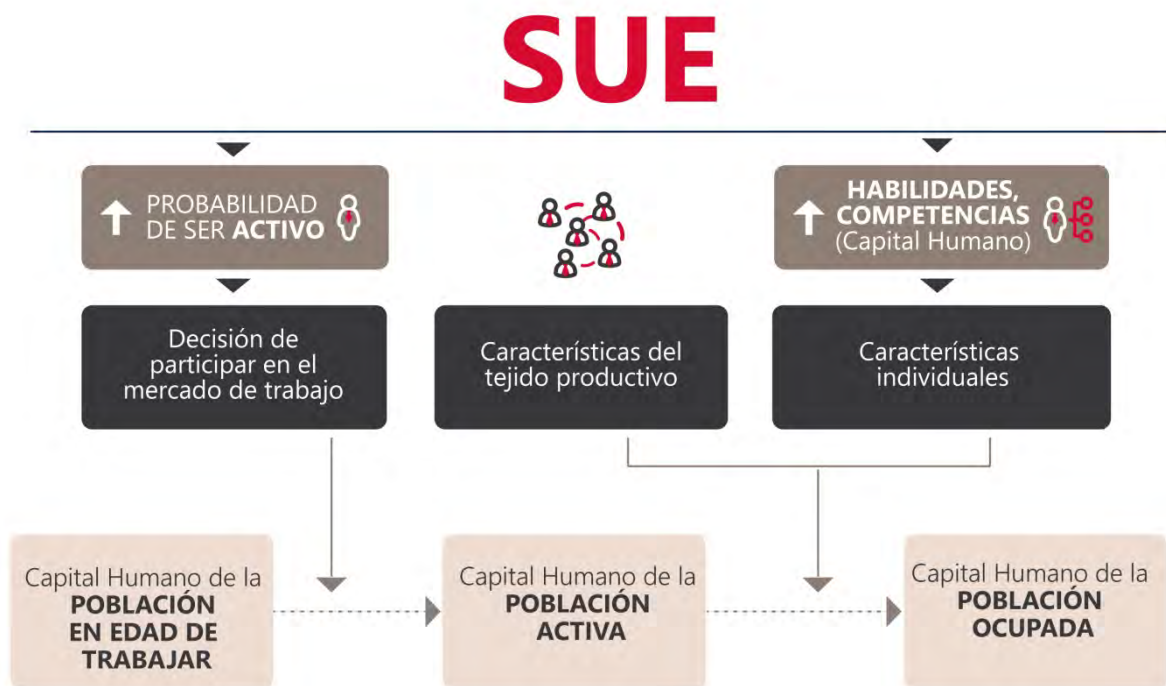 SUE
PROBABILIDAD
DE SER ACTIVO
HABILIDADES,
COMPETENCIAS
(Capital Humano)
Decisión de
participar en el
mercado de trabajo
Características del
tejido productivo
Características
individuales
Capital Humano de la
POBLACIÓN
EN EDAD DE
TRABAJAR
Capital Humano de la
POBLACIÓN
ACTIVA
Capital Humano de la
POBLACIÓN
OCUPADA